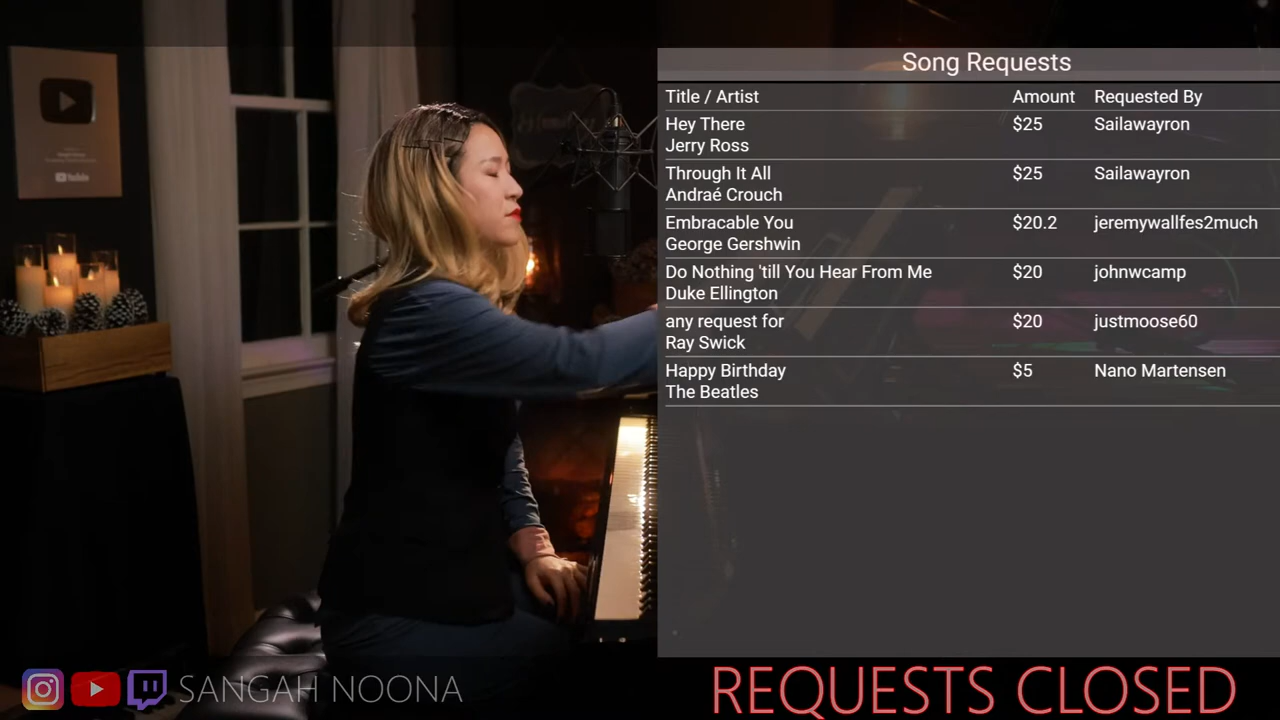 Song Requests
Title / Artist Amount Requested By
Hey There $25 Sailawayron
Jerry Ross
Through It All $25 Sailawayron
Andraé Crouch
Embracable You $20.2 jeremywallfes2much
George Gershwin
Do Nothing 'till You Hear From Me $20 johnwcamp
Duke Ellington
any request for $20 justmoose60
Ray Swick
Happy Birthday $5 Nano Martensen
The Beatles
YouTube
SANGAH NOONA
REQUESTS CLOSED